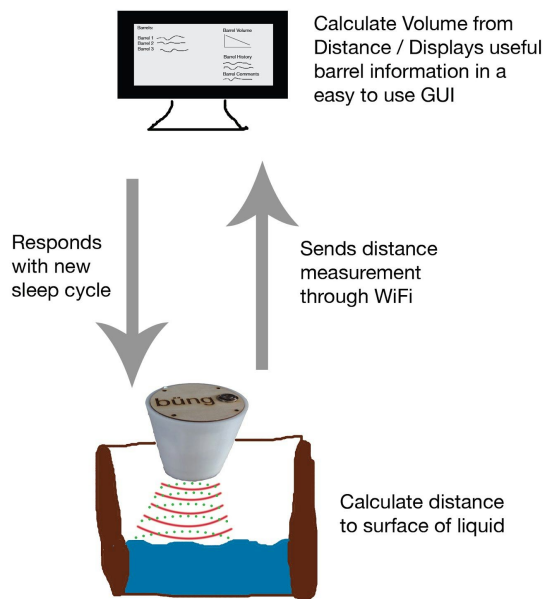 Barrels:
Barrel 1
Barrel 2
Barrel 3
Barrel Volume
Barrel History
Barrel Comments
Calculate Volume from
Distance / Displays useful
barrel information in a
easy to use GUI
Responds
with new
sleep cycle
Sends distance
measurement
through WiFi
büng
Calculate distance
to surface of liquid